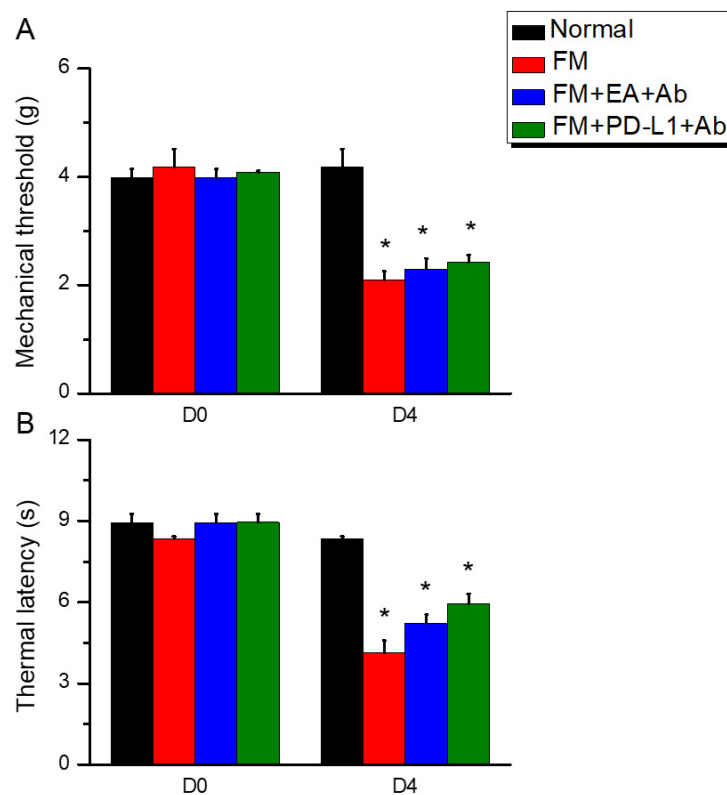 A
Normal
FM
FM+EA+Ab
FM+PD-L1+Ab
Mechanical threshold (g)
6
4
2
0
* * *
D0 D4
B
Thermal latency (s)
12
9
6
3
0
* * *
D0 D4